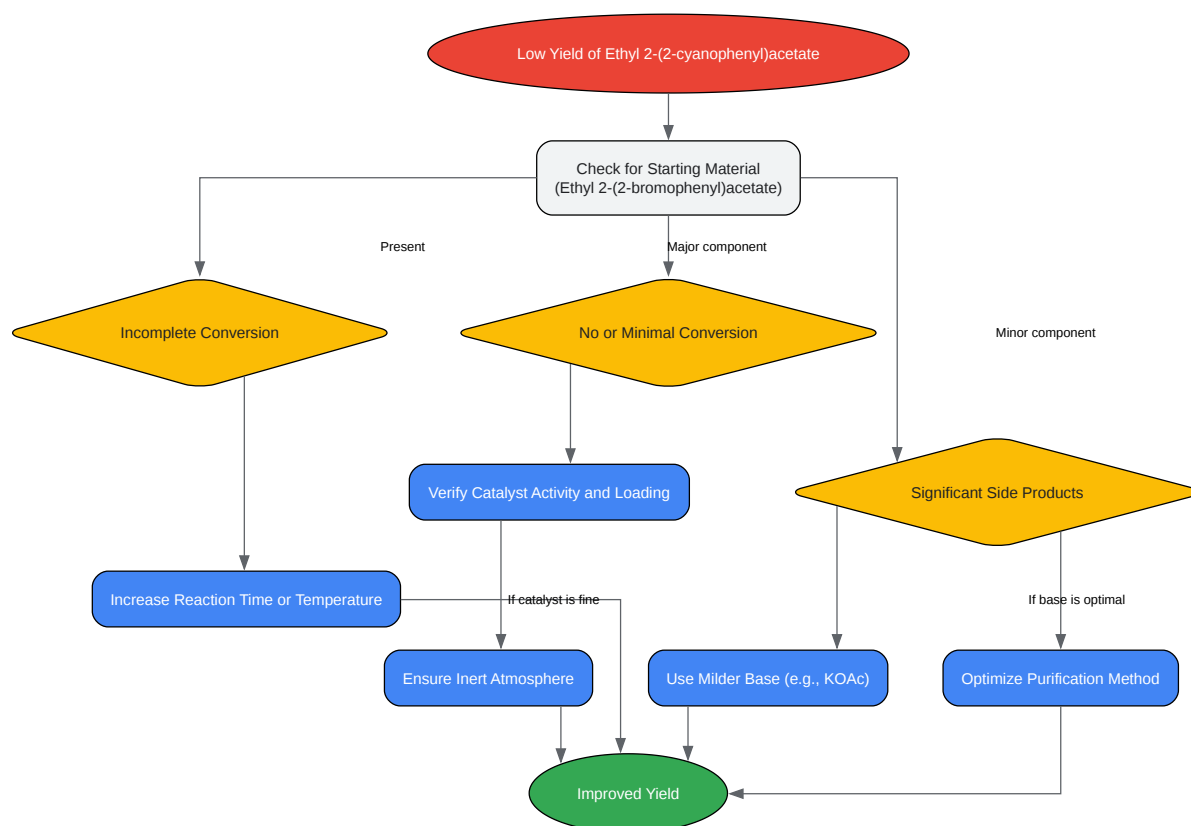 Low Yield of Ethyl 2-(2-cyanophenyl)acetate
Check for Starting Material
(Ethyl 2-(2-bromophenyl)acetate)
Present
Major component
Incomplete Conversion
No or Minimal Conversion
Minor component
Verify Catalyst Activity and Loading
Significant Side Products
Increase Reaction Time or Temperature
If catalyst is fine
If base is optimal
Ensure Inert Atmosphere
Use Milder Base (e.g., KOAc)
Optimize Purification Method
Improved Yield